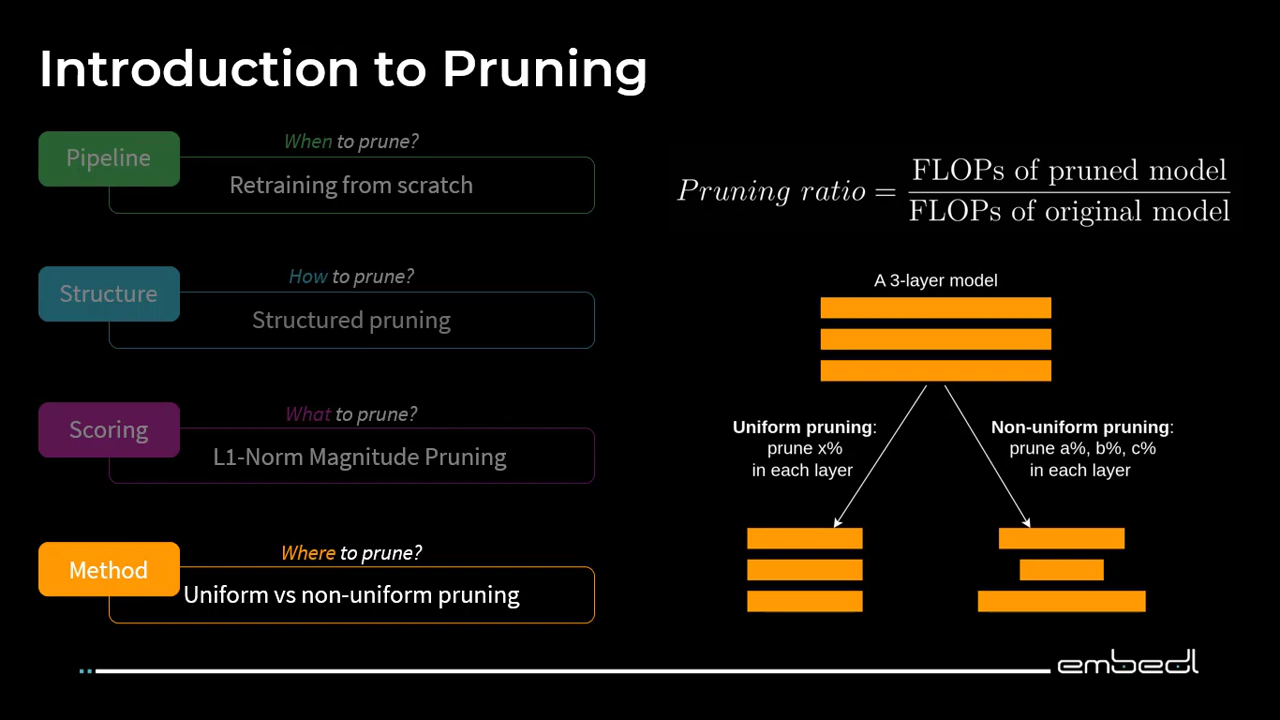 Introduction to Pruning
Pipeline
When to prune?
Retraining from scratch
Structure
How to prune?
Structured pruning
Scoring
What to prune?
L1-Norm Magnitude Pruning
Method
Where to prune?
Uniform vs non-uniform pruning
Pruning ratio = FLOPs of pruned model
FLOPs of original model
A 3-layer model
Uniform pruning:
prune x%
in each layer
Non-uniform pruning:
prune a%, b%, c%
in each layer
embedl